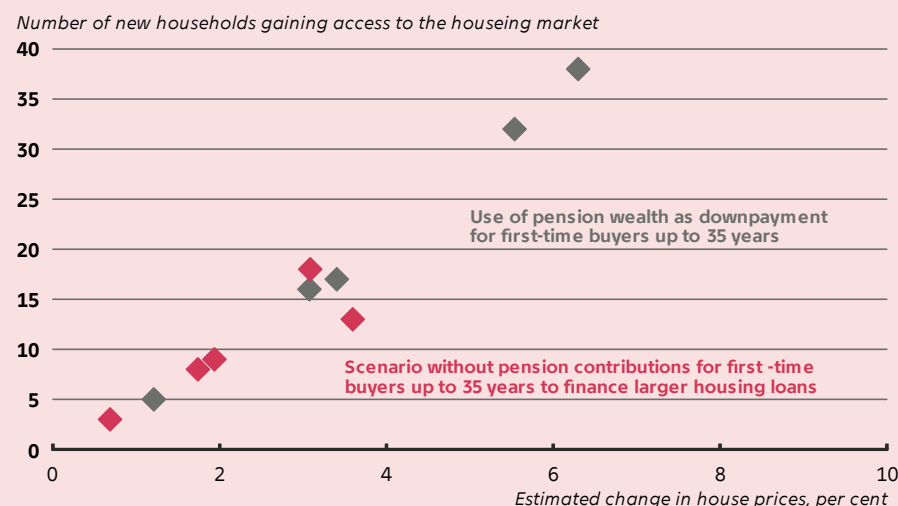 Number of new households gaining access to the houseing market
40
35
30
25
Use of pension wealth as downpayment
for first-time buyers up to 35 years
20
15
10
Scenario without pension contributions for first -time
buyers up to 35 years to finance larger housing loans
5
0
0 2 4 6 8 10
Estimated change in house prices, per cent